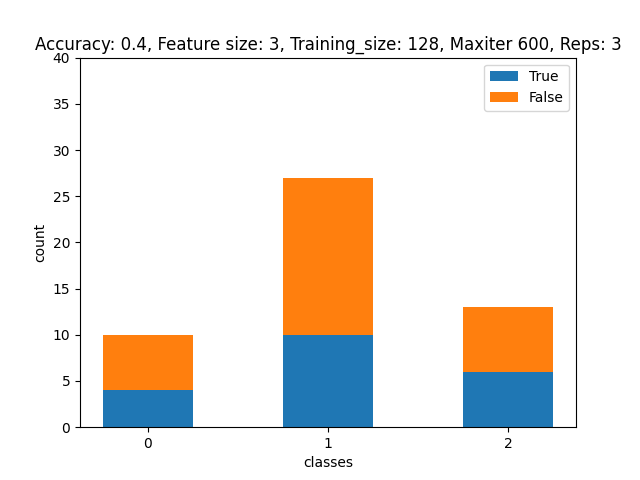 Accuracy: 0.4, Feature size: 3, Training_size: 128, Maxiter 600, Reps: 3
True
False
40
35
30
25
20
15
10
5
0
count
0 1 2
classes